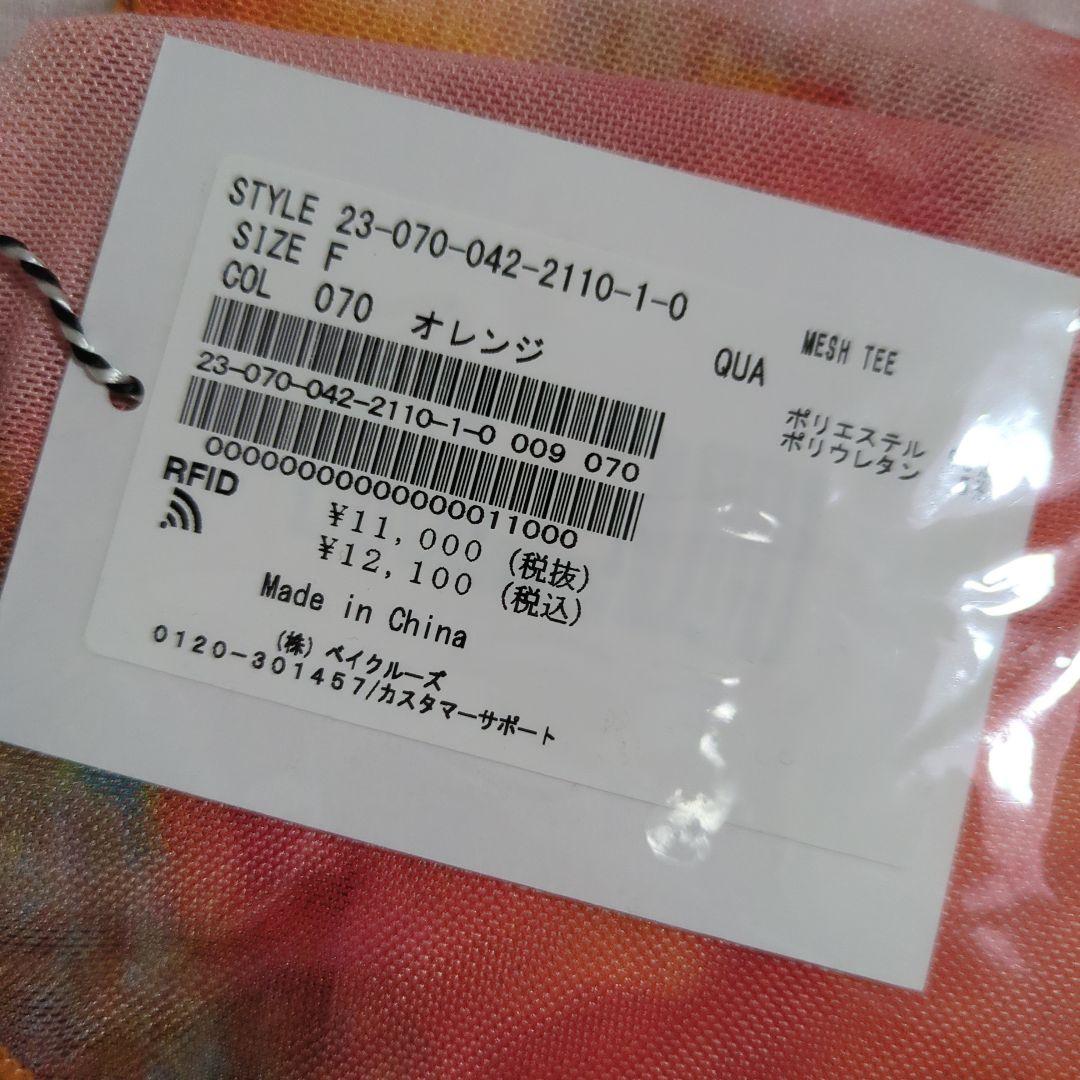 STYLE 23-070-042-2110-1-0
SIZE F
COL 070 オレンジ
23-070-042-2110-1-0 009 070
00000000000000011000
RFID
¥11,000 (税抜)
¥12,100 (税込)
Made in China
(株) ベイクルーズ
0120-301457/カスタマーサポート
QUA
MESH TEE
ポリエステル
ポリウレタン